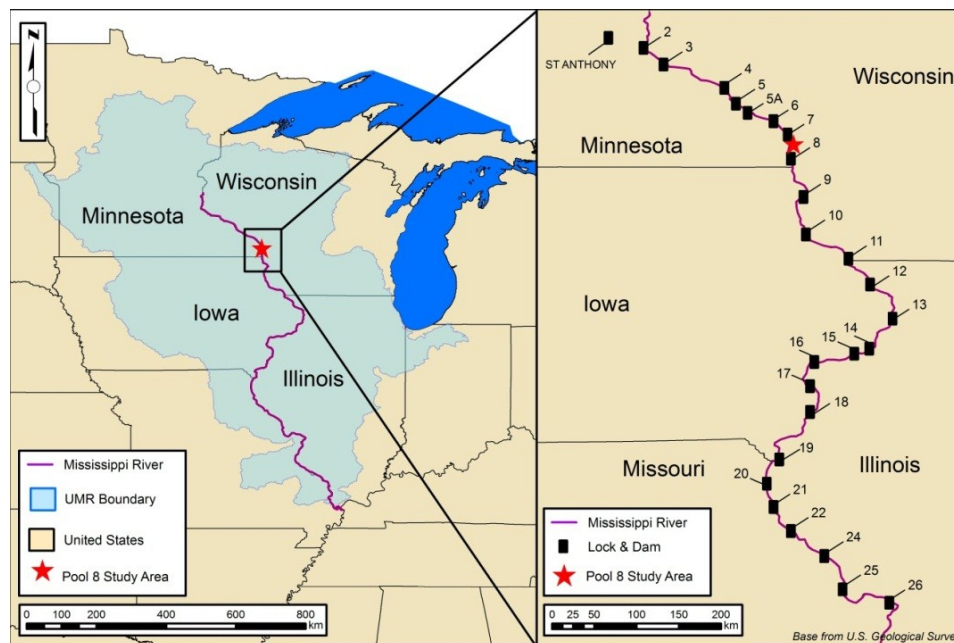 N
Wisconsin
Minnesota
Iowa
Illinois
Mississippi River
UMR Boundary
United States
Pool 8 Study Area
0 100 200 400 600 800
km
2
3
ST ANTHONY
4
5
5A
6
7
8
Wisconsin
Minnesota
9
10
11
12
Iowa
13
14
15
16
17
18
19
Missouri
Illinois
20
21
22
24
25
26
Mississippi River
Lock & Dam
Pool 8 Study Area
0 25 50 100 150 200
km
Base from U.S. Geological Surve